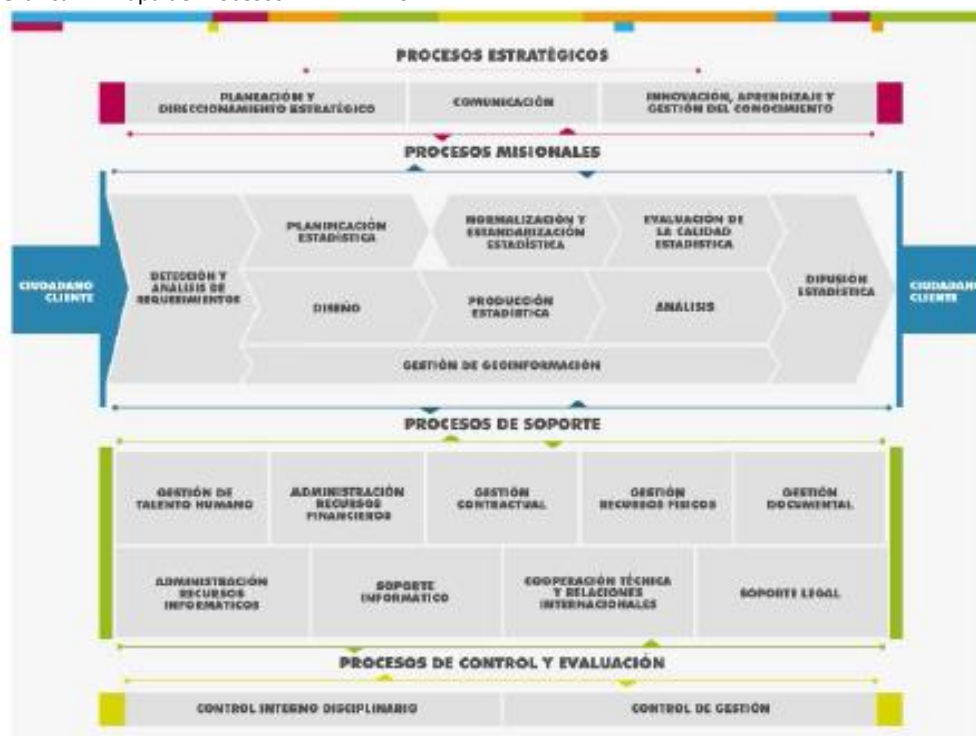 PROCESOS ESTRATÉGICOS
PLANEACIÓN Y
DIRECCIONAMIENTO ESTRATÉGICO
COMUNICACIÓN
INNOVACIÓN, APRENDIZAJE Y
GESTIÓN DEL CONOCIMIENTO
PROCESOS MISIONALES
CIUDADANO
CLIENTE
DETECCIÓN Y
ANÁLISIS DE
REQUERIMIENTOS
PLANIFICACIÓN
ESTADÍSTICA
NORMALIZACIÓN Y
ESTANDARIZACIÓN
ESTADÍSTICA
EVALUACIÓN DE
LA CALIDAD
ESTADÍSTICA
DISEÑO
PRODUCCIÓN
ESTADÍSTICA
ANÁLISIS
GESTIÓN DE GEOINFORMACIÓN
DIFUSIÓN
ESTADÍSTICA
CIUDADANO
CLIENTE
PROCESOS DE SOPORTE
GESTIÓN DE
TALENTO HUMANO
ADMINISTRACIÓN
RECURSOS
FINANCIEROS
GESTIÓN
CONTRACTUAL
GESTIÓN
RECURSOS FÍSICOS
GESTIÓN
DOCUMENTAL
ADMINISTRACIÓN
RECURSOS
INFORMÁTICOS
SOPORTE
INFORMÁTICO
COOPERACIÓN TÉCNICA
Y RELACIONES
INTERNACIONALES
SOPORTE LEGAL
PROCESOS DE CONTROL Y EVALUACIÓN
CONTROL INTERNO DISCIPLINARIO
CONTROL DE GESTIÓN